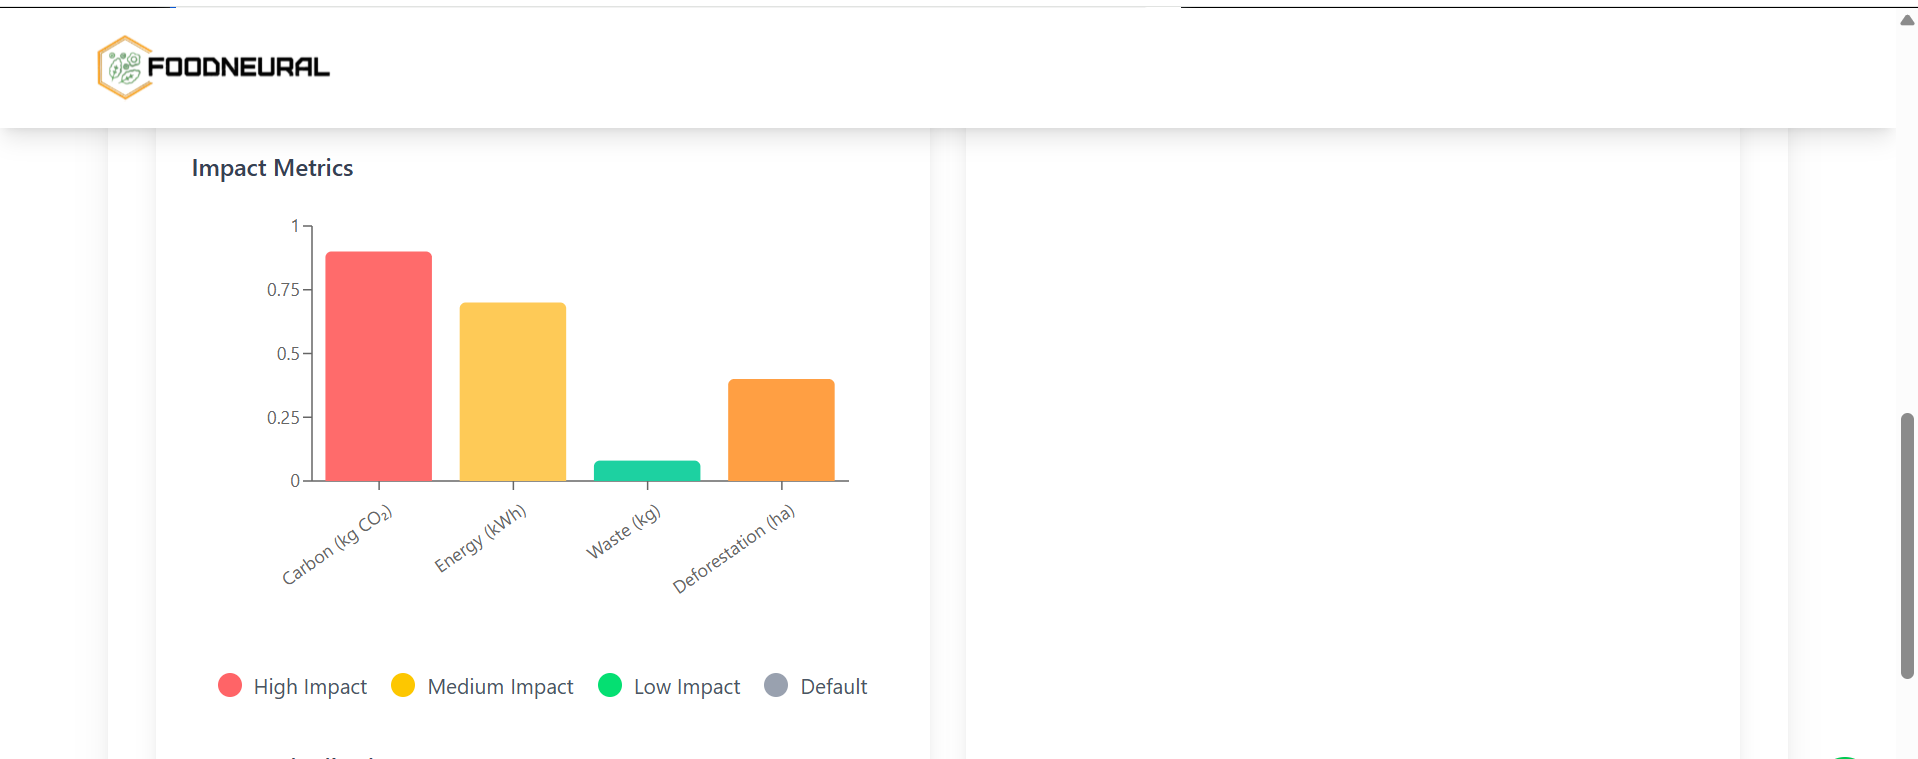 FOODNEURAL
Impact Metrics
1
0.75
0.5
0.25
0
Carbon (kg CO₂)
Energy (kWh)
Waste (kg)
Deforestation (ha)
High Impact
Medium Impact
Low Impact
Default